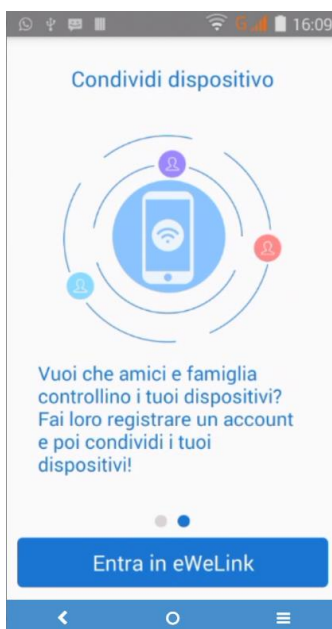 G
16:09
Condividi dispositivo
Vuoi che amici e famiglia
controllino i tuoi dispositivi?
Fai loro registrare un account
e poi condividi i tuoi
dispositivi!
Entra in eWeLink